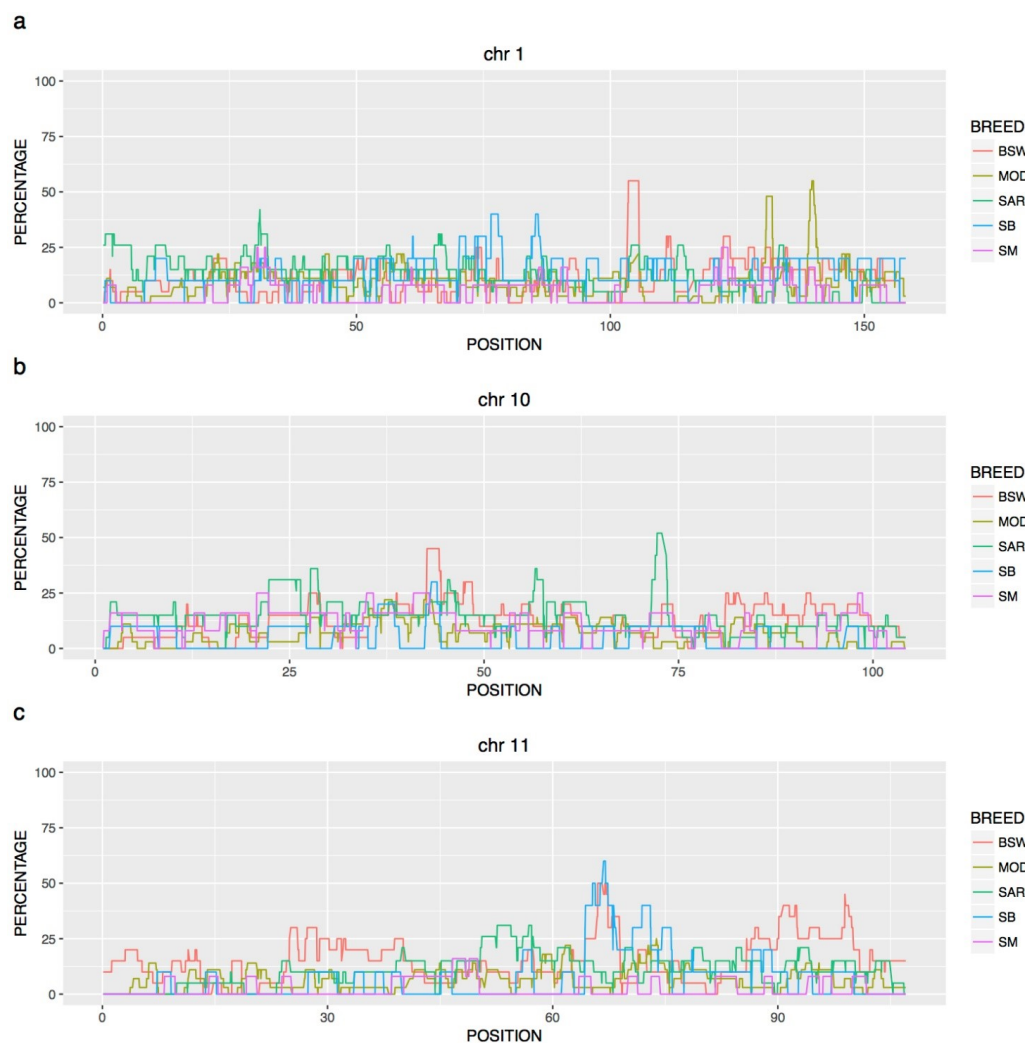 a
chr 1
100
75
50
25
0
PERCENTAGE
0 50 100 150
POSITION
BREED
BSW
MOD
SAR
SB
SM
b
chr 10
100
75
50
25
0
PERCENTAGE
0 25 50 75 100
POSITION
BREED
BSW
MOD
SAR
SB
SM
c
chr 11
100
75
50
25
0
PERCENTAGE
0 30 60 90
POSITION
BREED
BSW
MOD
SAR
SB
SM